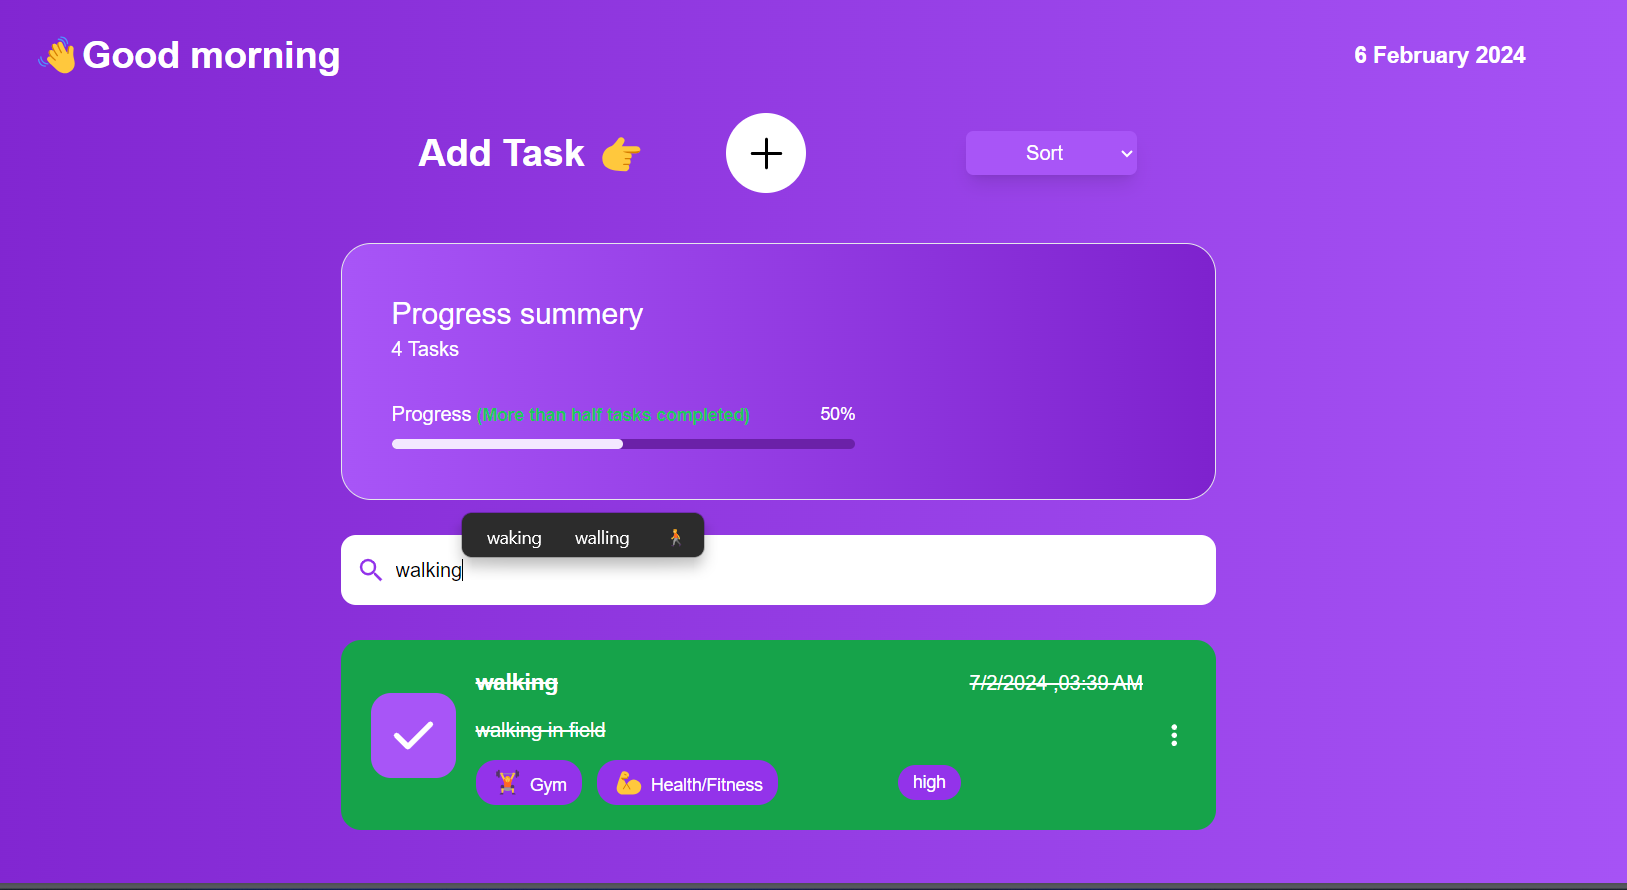 👋Good morning
6 February 2024
Add Task 👉
Sort
Progress summery
4 Tasks
Progress (More than half tasks completed) 50%
waking walling 🚶
walking
walking 7/2/2024 ,03:39 AM
walking in field
🏋 Gym 💪 Health/Fitness high